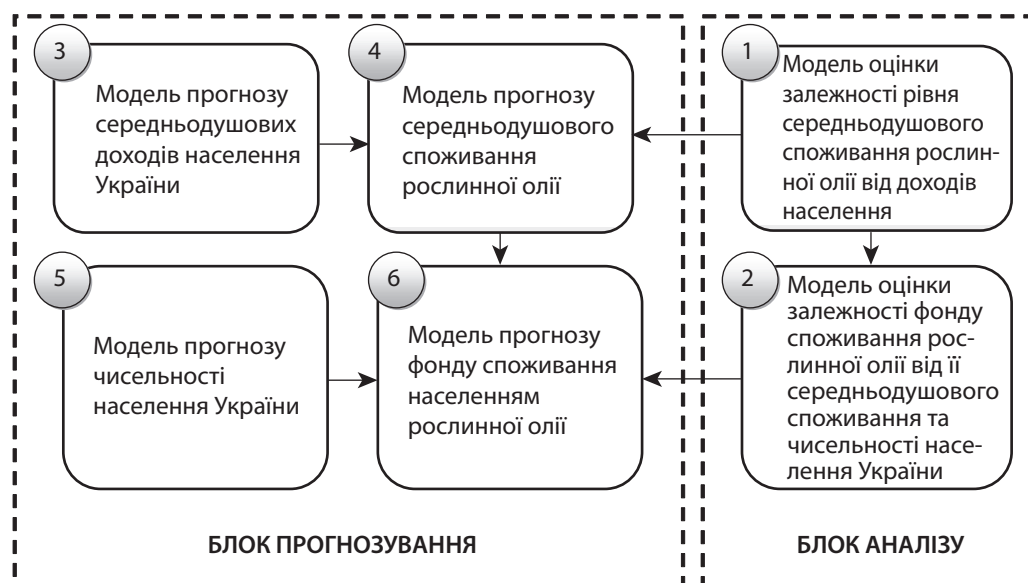 3
Модель прогнозу
середньодушових
доходів населення
України
4
Модель прогнозу
середньодушового
споживання
рослинної олії
1
Модель оцінки
залежності рівня
середньодушового
споживання рослин-
ної олії від доходів
населення
5
Модель прогнозу
чисельності
населення України
6
Модель прогнозу
фонду споживання
населенням
рослинної олії
2
Модель оцінки
залежності фонду
споживання рос-
линної олії від її
середньодушового
споживання та
чисельності насе-
лення України
БЛОК ПРОГНОЗУВАННЯ
БЛОК АНАЛІЗУ